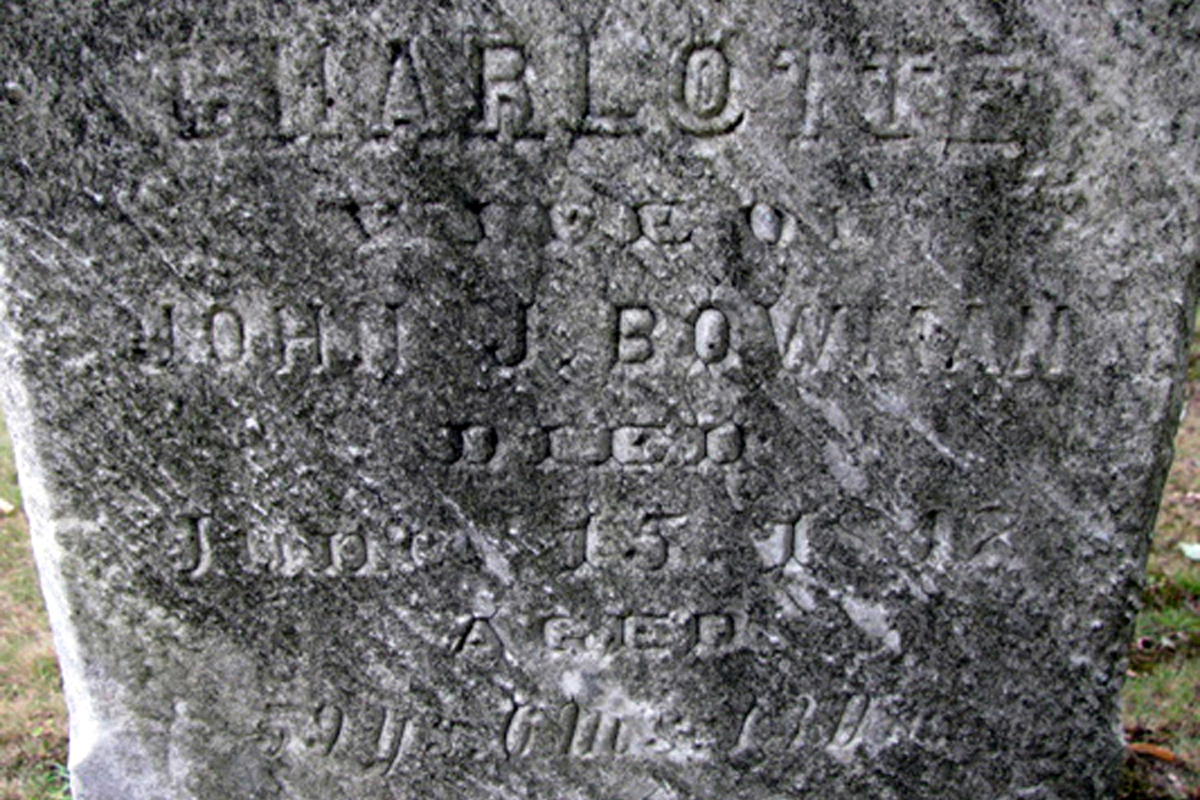 CHARLOTTE
WIFE OF
JOHN J. BOWMAN
DIED
June 15
AGED
59 ys. 6 ms.